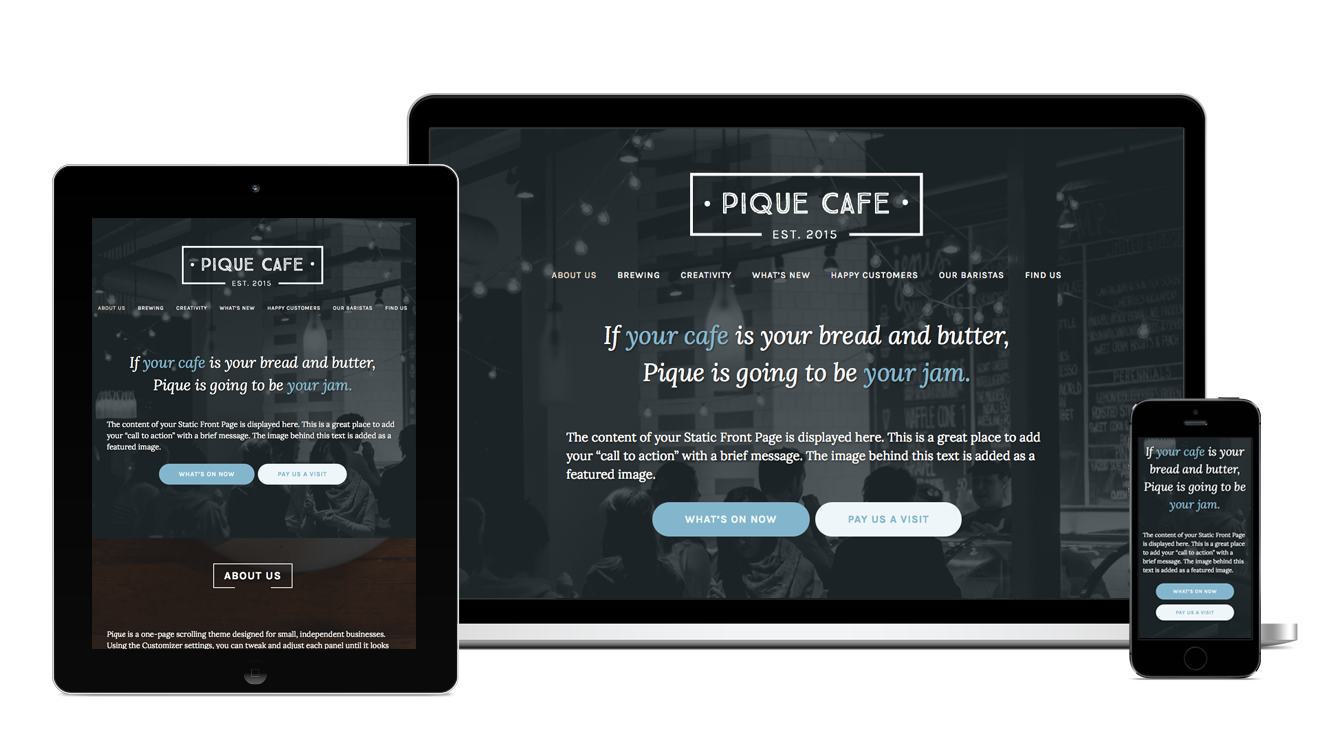 PIQUE CAFE
EST. 2015
ABOUT US BREWING CREATIVITY WHAT'S NEW HAPPY CUSTOMERS OUR BARISTAS FIND US
If your cafe is your bread and butter,
Pique is going to be your jam.
The content of your Static Front Page is displayed here. This is a great place to add
your “call to action” with a brief message. The image behind this text is added as a
featured image.
WHAT'S ON NOW PAY US A VISIT
WAFFLE CONE
PERENNIALS
PIQUE CAFE
EST. 2015
ABOUT US BREWING CREATIVITY WHAT'S NEW HAPPY CUSTOMERS OUR BARISTAS FIND US
If your cafe is your bread and butter,
Pique is going to be your jam.
The content of your Static Front Page is displayed here. This is a great place to add
your “call to action” with a brief message. The image behind this text is added as a
featured image.
WHAT'S ON NOW PAY US A VISIT
ABOUT US
Pique is a one-page scrolling theme designed for small, independent businesses.
Using the Customizer settings, you can tweak and adjust each panel until it looks
If your cafe is your
bread and butter,
Pique is going to be
your jam.
The content of your Static Front Page
is displayed here. This is a great place
to add your “call to action” with a
brief message. The image behind this
text is added as a featured image.
WHAT'S ON NOW
PAY US A VISIT